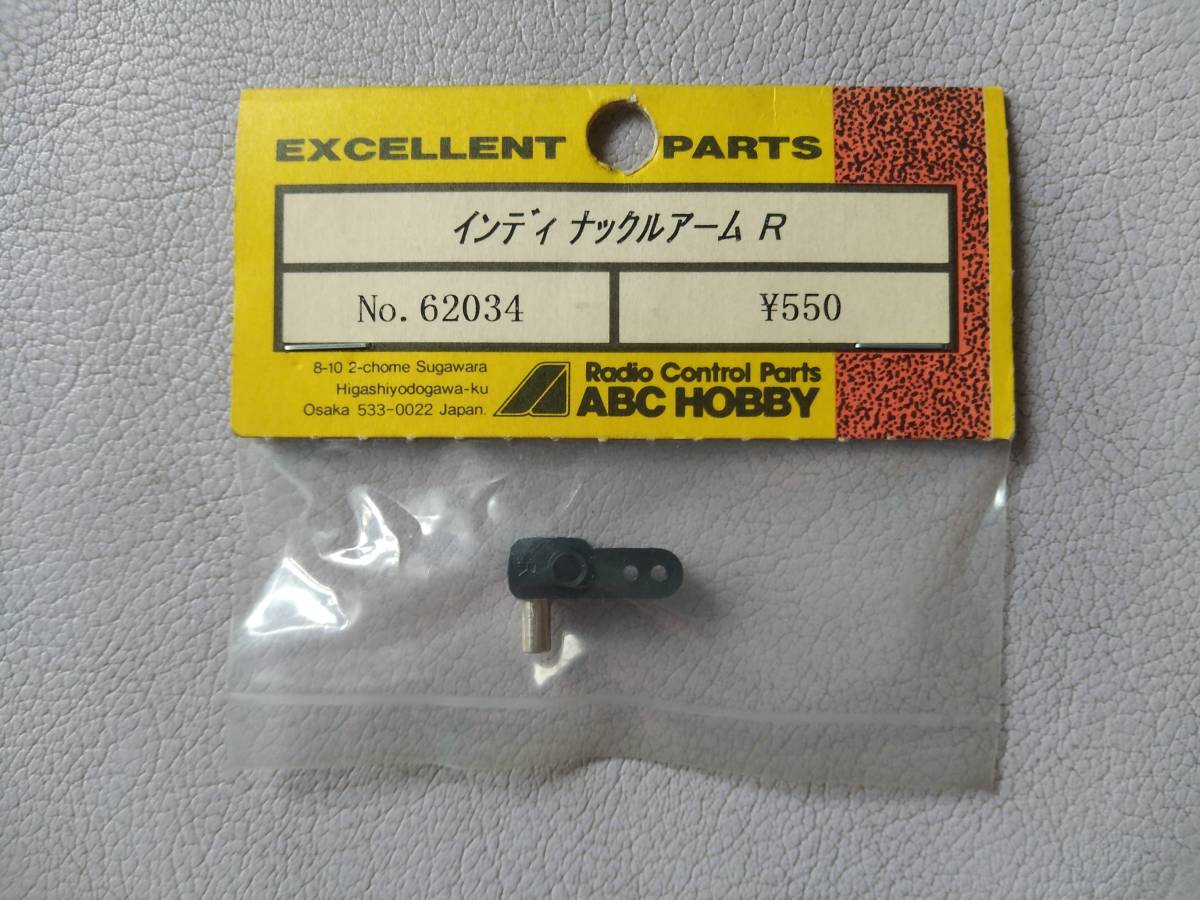 EXCELLENT PARTS
インディ ナックルアーム R
No. 62034
¥550
8-10 2-chome Sugawara
Higashiyodogawa-ku
Osaka 533-0022 Japan.
Radio Control Parts
ABC HOBBY
R